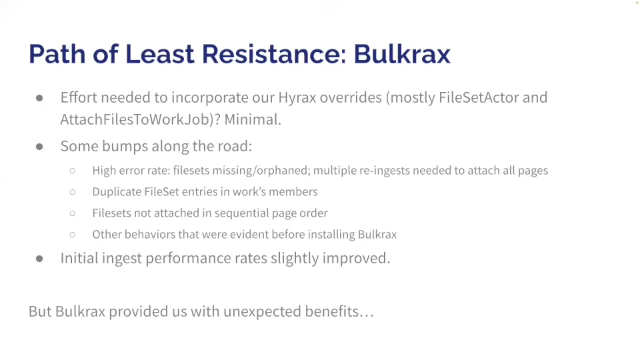 Path of Least Resistance: Bulkrax
● Effort needed to incorporate our Hyrax overrides (mostly FileSetActor and
AttachFilesToWorkJob)? Minimal.
● Some bumps along the road:
○ High error rate: filesets missing/orphaned; multiple re-ingests needed to attach all pages
○ Duplicate FileSet entries in work's members
○ Filesets not attached in sequential page order
○ Other behaviors that were evident before installing Bulkrax
● Initial ingest performance rates slightly improved.
But Bulkrax provided us with unexpected benefits…